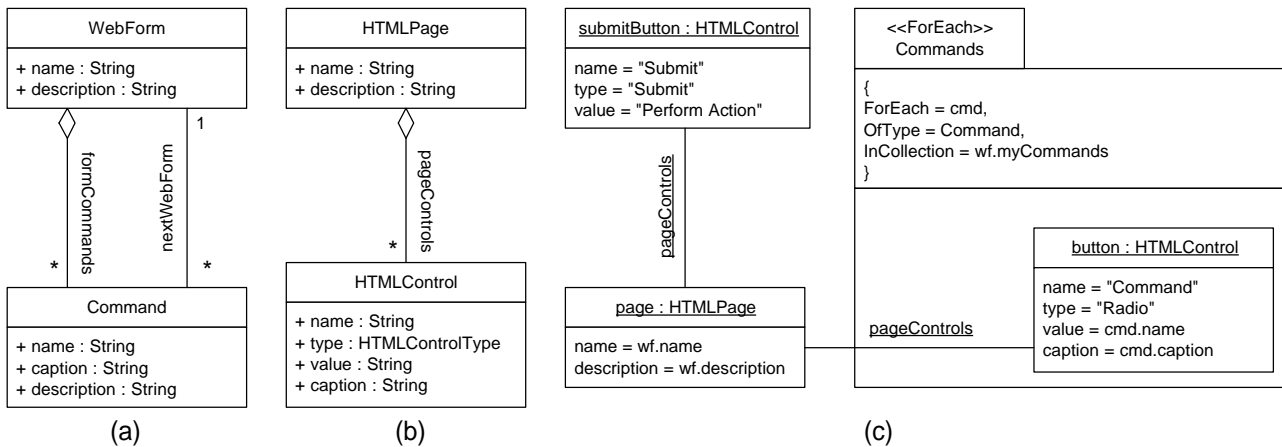 WebForm
+ name : String
+ description : String
1
formCommands
nextWebForm
*
*
Command
+ name : String
+ caption : String
+ description : String
(a)
HTMLPage
+ name : String
+ description : String
pageControls
*
HTMLControl
+ name : String
+ type : HTMLControlType
+ value : String
+ caption : String
(b)
submitButton : HTMLControl
name = "Submit"
type = "Submit"
value = "Perform Action"
pageControls
page : HTMLPage
name = wf.name
description = wf.description
<<ForEach>>
Commands
{
ForEach = cmd,
OfType = Command,
InCollection = wf.myCommands
}
pageControls
button : HTMLControl
name = "Command"
type = "Radio"
value = cmd.name
caption = cmd.caption
(c)